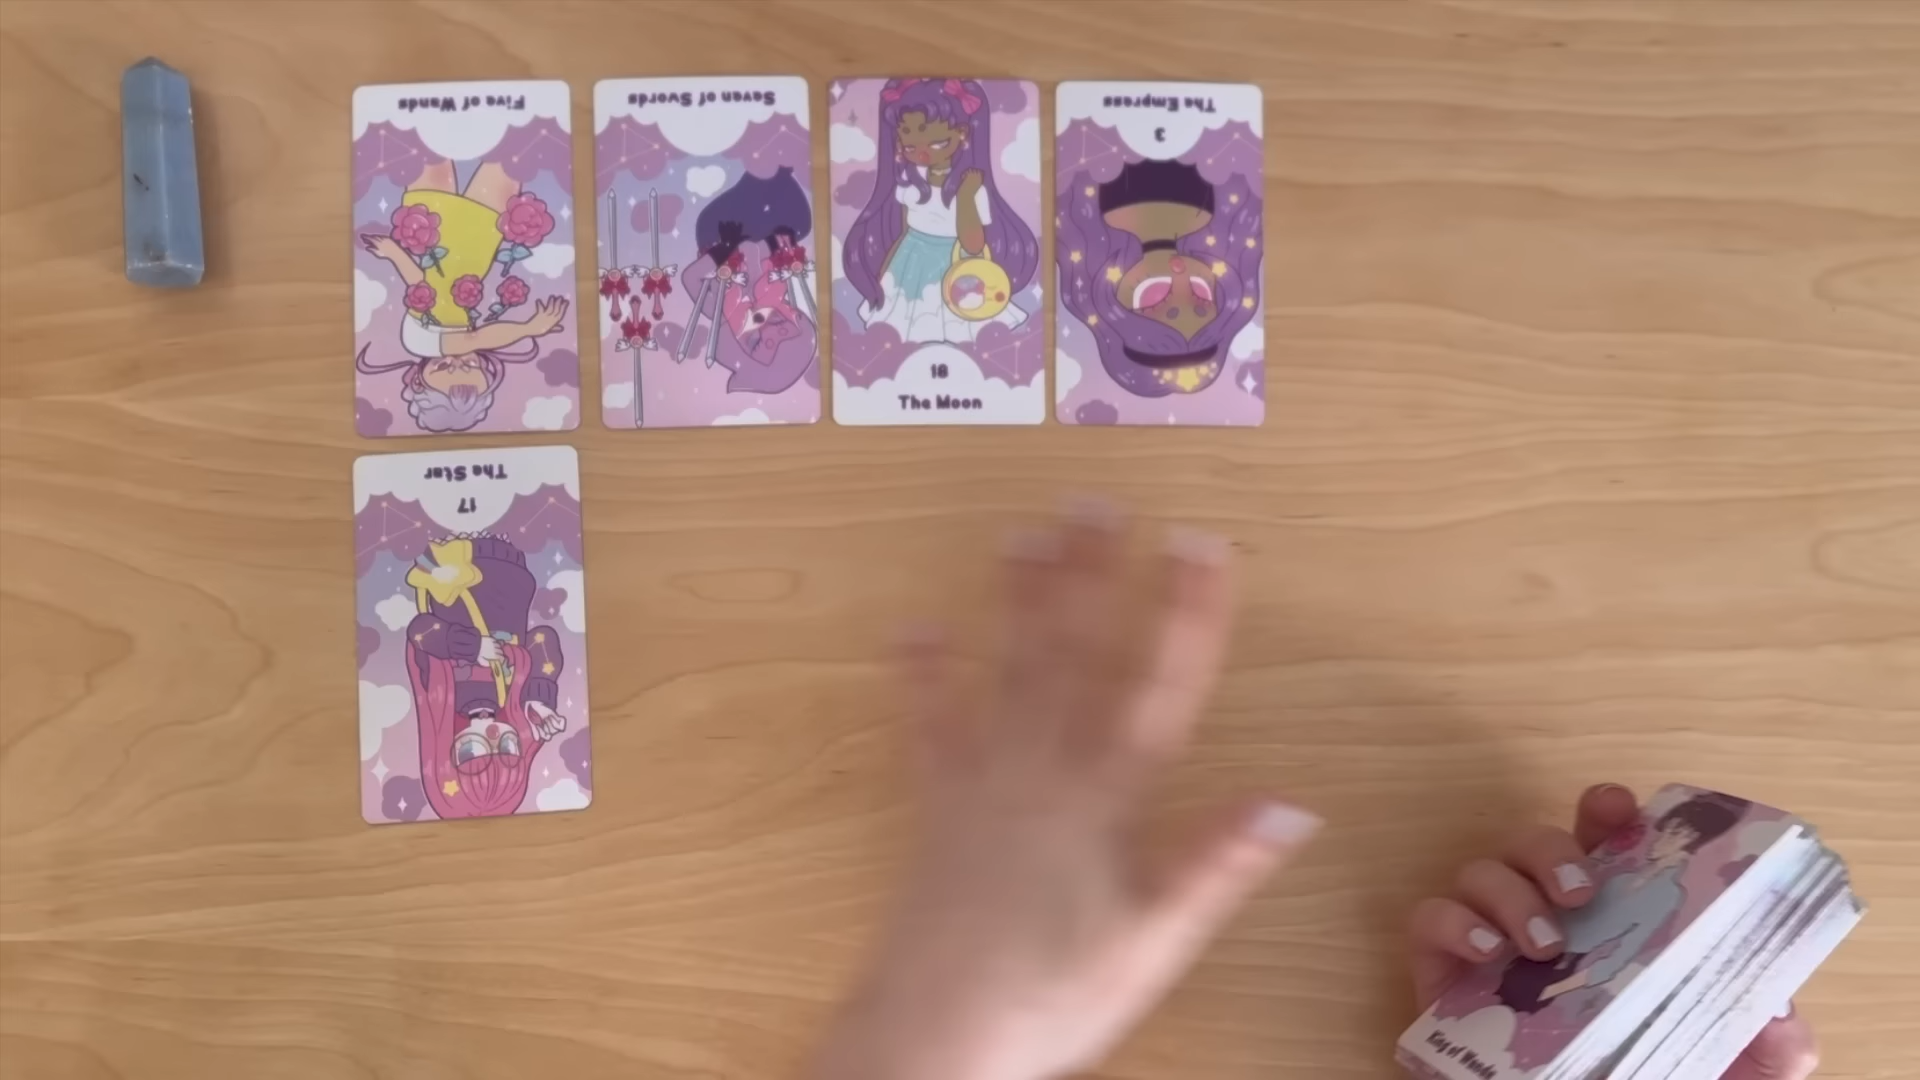 Five of Wands
Seven of Swords
18
The Moon
The Empress
3
The Star
17
King of Wands